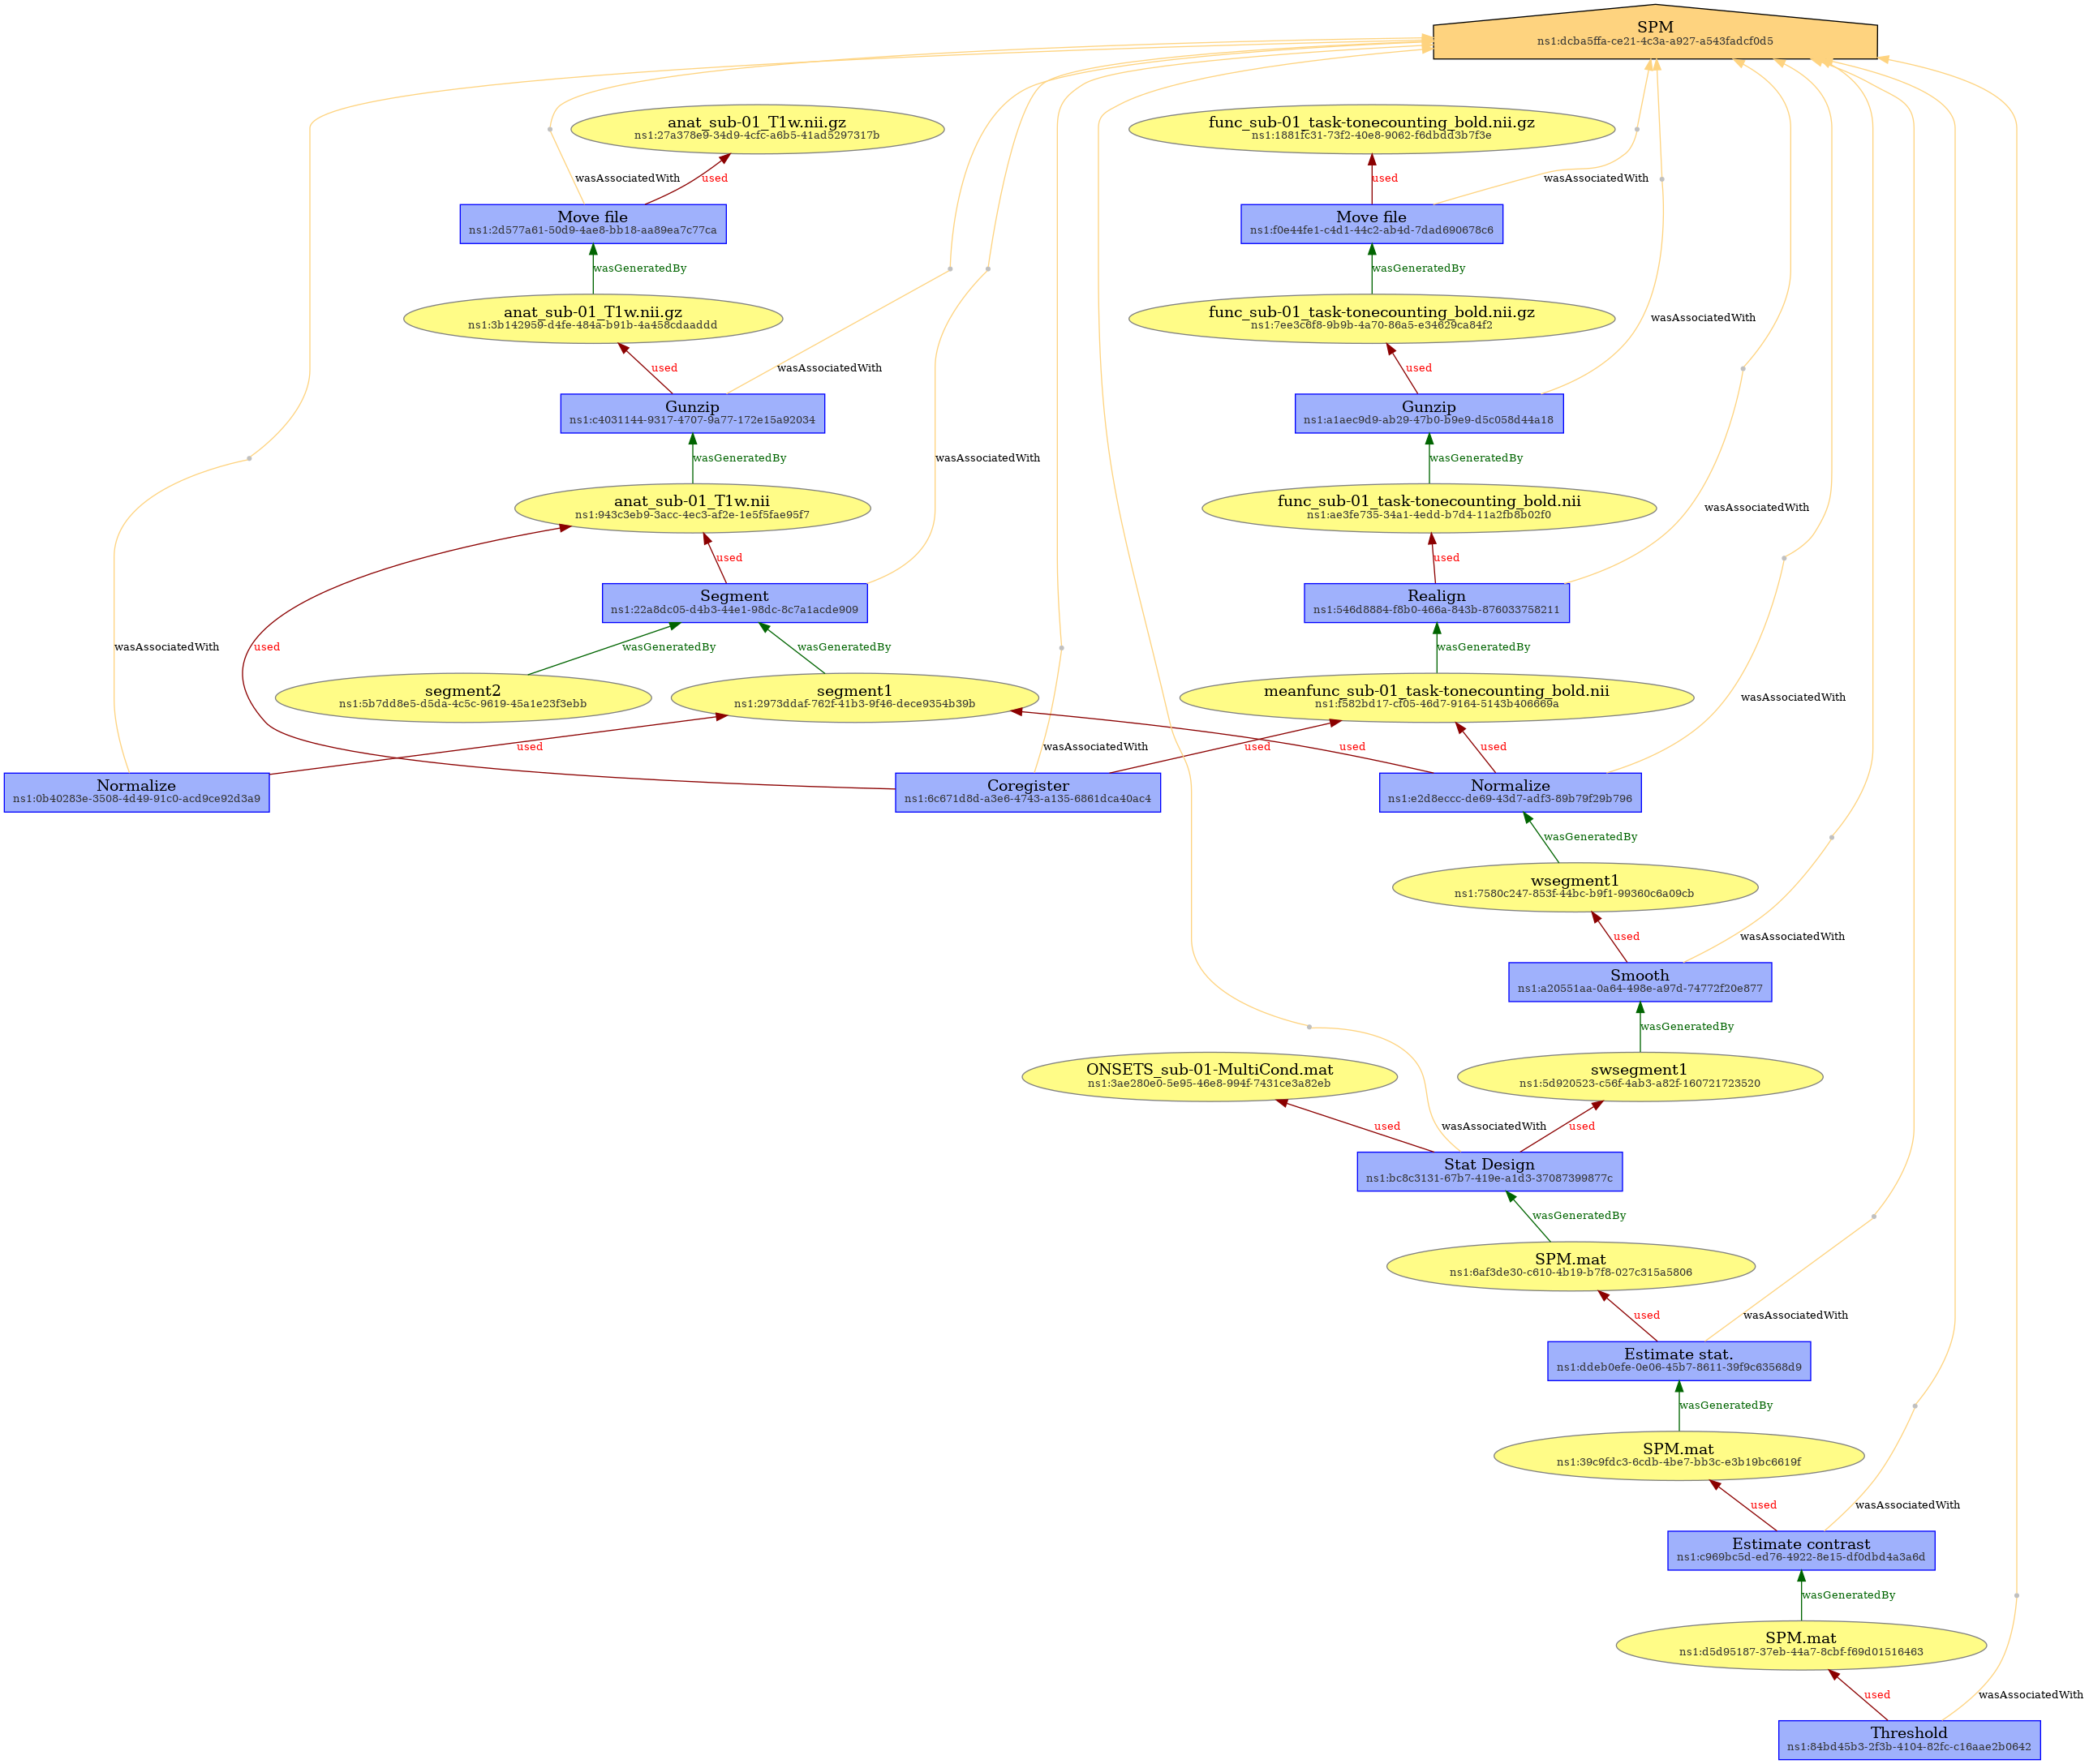 SPM
ns1:dcba5ffa-ce21-4c3a-a927-a543fadcf0d5
anat_sub-01_T1w.nii.gz
ns1:27a378e9-34d9-4cfc-a6b5-41ad5297317b
func_sub-01_task-tonecounting_bold.nii.gz
ns1:1881fc31-73f2-40e8-9062-f6dbdd3b7f3e
wasAssociatedWith
used
used
wasAssociatedWith
Move file
ns1:2d577a61-50d9-4ae8-bb18-aa89ea7c77ca
Move file
ns1:f0e44fe1-c4d1-44c2-ab4d-7dad690678c6
wasGeneratedBy
wasGeneratedBy
anat_sub-01_T1w.nii.gz
ns1:3b142959-d4fe-484a-b91b-4a458cdaaddd
func_sub-01_task-tonecounting_bold.nii.gz
ns1:7ee3c6f8-9b9b-4a70-86a5-e34629ca84f2
wasAssociatedWith
used
wasAssociatedWith
used
Gunzip
ns1:c4031144-9317-4707-9a77-172e15a92034
Gunzip
ns1:a1aec9d9-ab29-47b0-b9e9-d5c058d44a18
wasGeneratedBy
wasAssociatedWith
wasGeneratedBy
anat_sub-01_T1w.nii
ns1:943c3eb9-3acc-4ec3-af2e-1e5f5fae95f7
func_sub-01_task-tonecounting_bold.nii
ns1:ae3fe735-34a1-4edd-b7d4-11a2fb8b02f0
wasAssociatedWith
used
used
Segment
ns1:22a8dc05-d4b3-44e1-98dc-8c7a1acde909
Realign
ns1:546d8884-f8b0-466a-843b-876033758211
wasAssociatedWith
used
wasGeneratedBy
wasGeneratedBy
wasGeneratedBy
segment2
ns1:5b7dd8e5-d5da-4c5c-9619-45a1e23f3ebb
segment1
ns1:2973ddaf-762f-41b3-9f46-dece9354b39b
meanfunc_sub-01_task-tonecounting_bold.nii
ns1:f582bd17-cf05-46d7-9164-5143b406669a
wasAssociatedWith
used
wasAssociatedWith
used
used
used
Normalize
ns1:0b40283e-3508-4d49-91c0-acd9ce92d3a9
Coregister
ns1:6c671d8d-a3e6-4743-a135-6861dca40ac4
Normalize
ns1:e2d8eccc-de69-43d7-adf3-89b79f29b796
wasGeneratedBy
wsegment1
ns1:7580c247-853f-44bc-b9f1-99360c6a09cb
used
wasAssociatedWith
Smooth
ns1:a20551aa-0a64-498e-a97d-74772f20e877
wasGeneratedBy
ONSETS_sub-01-MultiCond.mat
ns1:3ae280e0-5e95-46e8-994f-7431ce3a82eb
swsegment1
ns1:5d920523-c56f-4ab3-a82f-160721723520
used
wasAssociatedWith
used
Stat Design
ns1:bc8c3131-67b7-419e-a1d3-37087399877c
wasGeneratedBy
SPM.mat
ns1:6af3de30-c610-4b19-b7f8-027c315a5806
used
wasAssociatedWith
Estimate stat.
ns1:ddeb0efe-0e06-45b7-8611-39f9c63568d9
wasGeneratedBy
SPM.mat
ns1:39c9fdc3-6cdb-4be7-bb3c-e3b19bc6619f
used
wasAssociatedWith
Estimate contrast
ns1:c969bc5d-ed76-4922-8e15-df0dbd4a3a6d
wasGeneratedBy
SPM.mat
ns1:d5d95187-37eb-44a7-8cbf-f69d01516463
used
wasAssociatedWith
Threshold
ns1:84bd45b3-2f3b-4104-82fc-c16aae2b0642